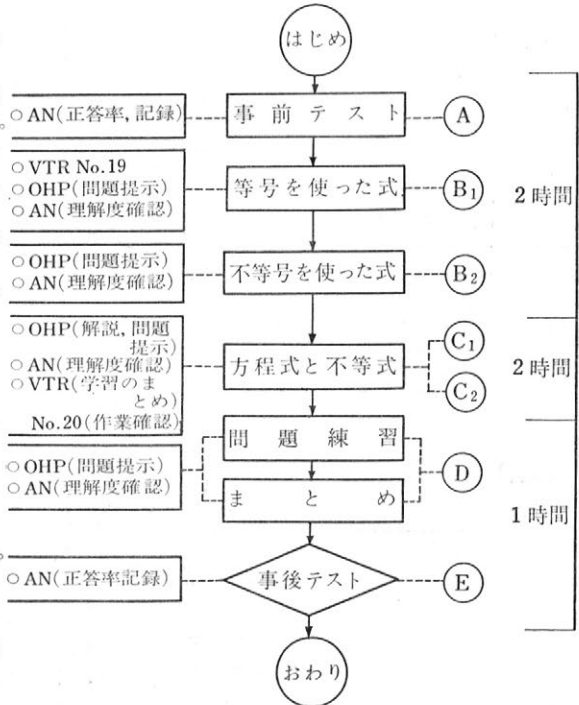 はじめ
○ AN(正答率, 記録)
事前テスト
A
○ VTR No.19
○ OHP(問題提示)
○ AN(理解度確認)
等号を使った式
B₁
2時間
○ OHP(問題提示)
○ AN(理解度確認)
不等号を使った式
B₂
○ OHP(解説, 問題
提示)
○ AN(理解度確認)
○ VTR(学習のま
とめ)
No.20(作業確認)
方程式と不等式
C₁
C₂
2時間
問題練習
○ OHP(問題提示)
○ AN(理解度確認)
まとめ
D
1時間
○ AN(正答率記録)
事後テスト
E
おわり